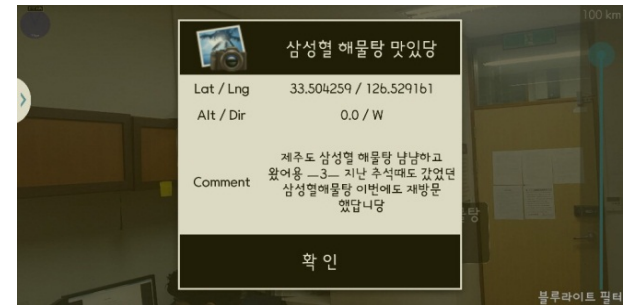 100 km
삼성혈 해물탕 맛있당
Lat / Lng 33.504259 / 126.529161
Alt / Dir 0.0 / W
Comment
제주도 삼성혈 해물탕 냠냠하고
왔어용 ㅡ3ㅡ 지난 추석때도 갔었던
삼성혈해물탕 이번에도 재방문
했답니당
탕
확 인
블루라이트 필터